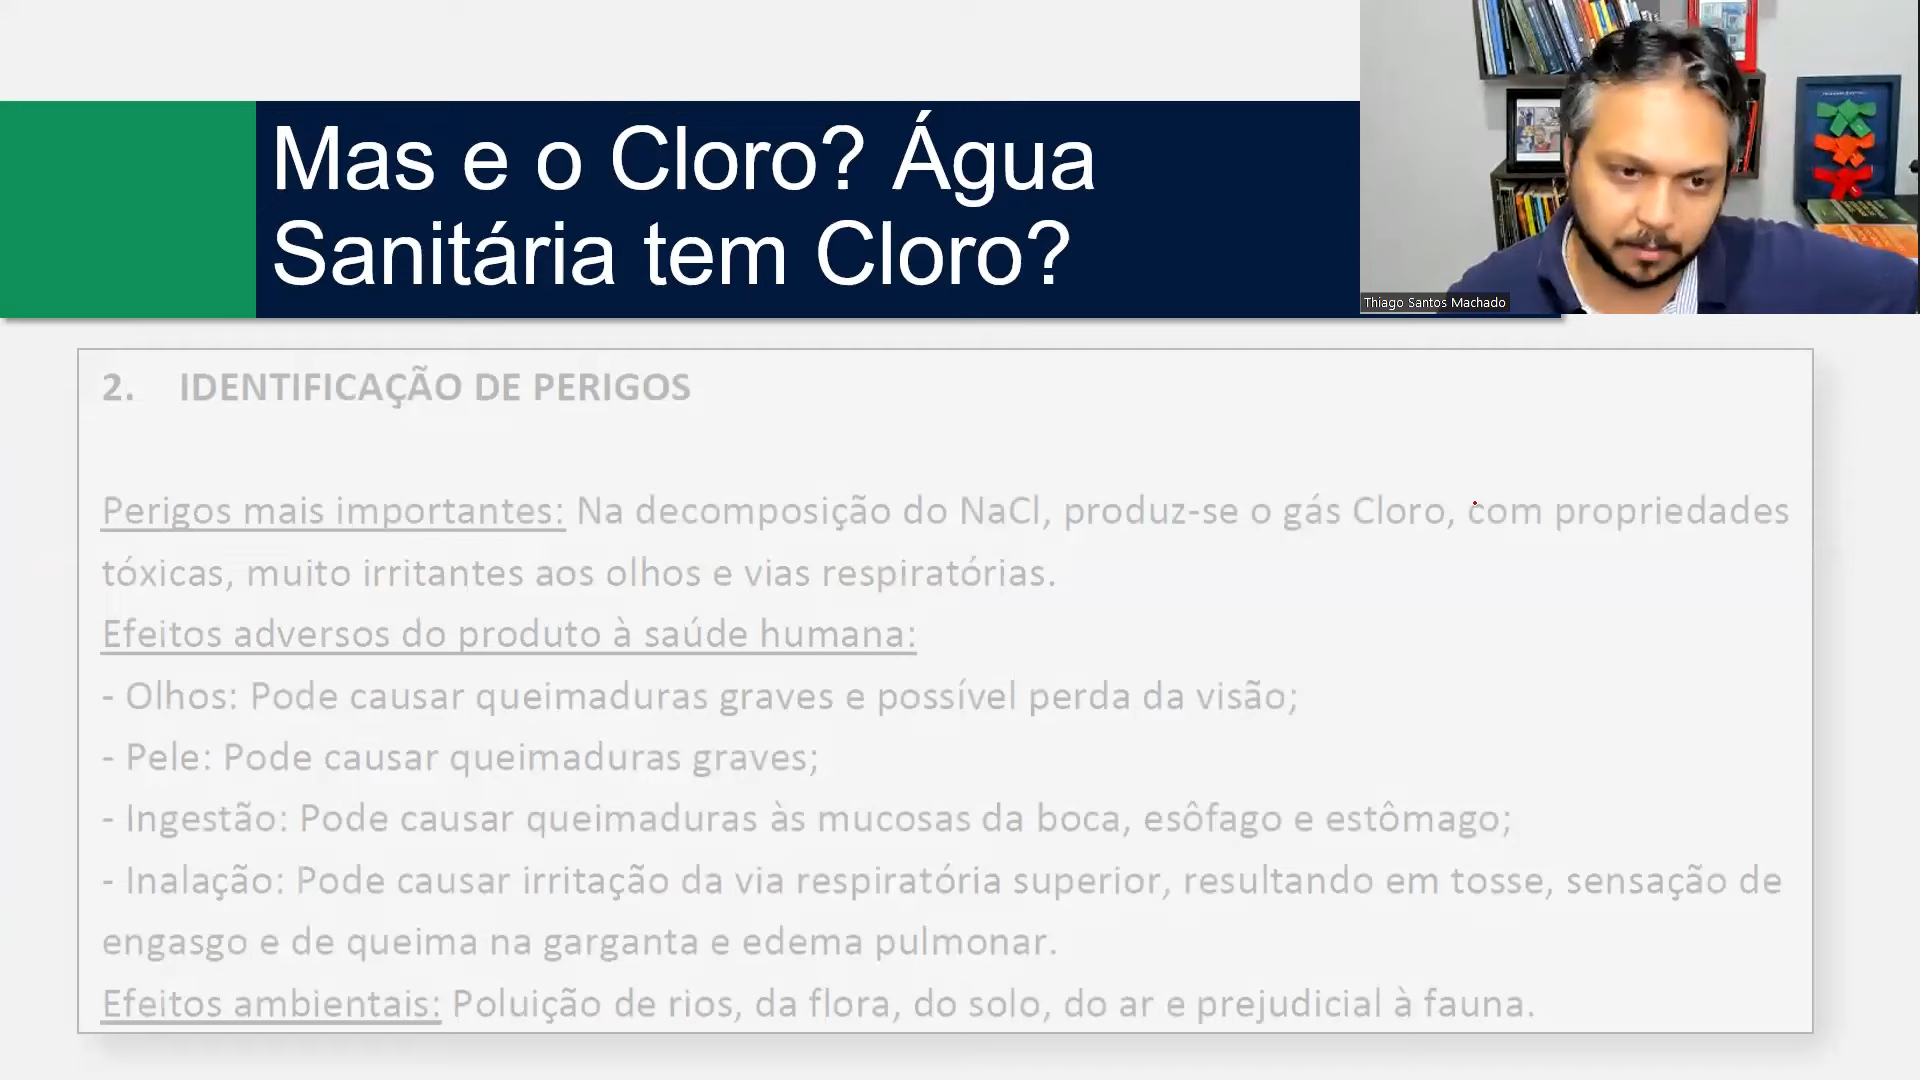 Mas e o Cloro? Água
Sanitária tem Cloro?
Thiago Santos Machado
2. IDENTIFICAÇÃO DE PERIGOS
Perigos mais importantes: Na decomposição do NaCl, produz-se o gás Cloro, com propriedades
tóxicas, muito irritantes aos olhos e vias respiratórias.
Efeitos adversos do produto à saúde humana:
- Olhos: Pode causar queimaduras graves e possível perda da visão;
- Pele: Pode causar queimaduras graves;
- Ingestão: Pode causar queimaduras às mucosas da boca, esôfago e estômago;
- Inalação: Pode causar irritação da via respiratória superior, resultando em tosse, sensação de
engasgo e de queima na garganta e edema pulmonar.
Efeitos ambientais: Poluição de rios, da flora, do solo, do ar e prejudicial à fauna.